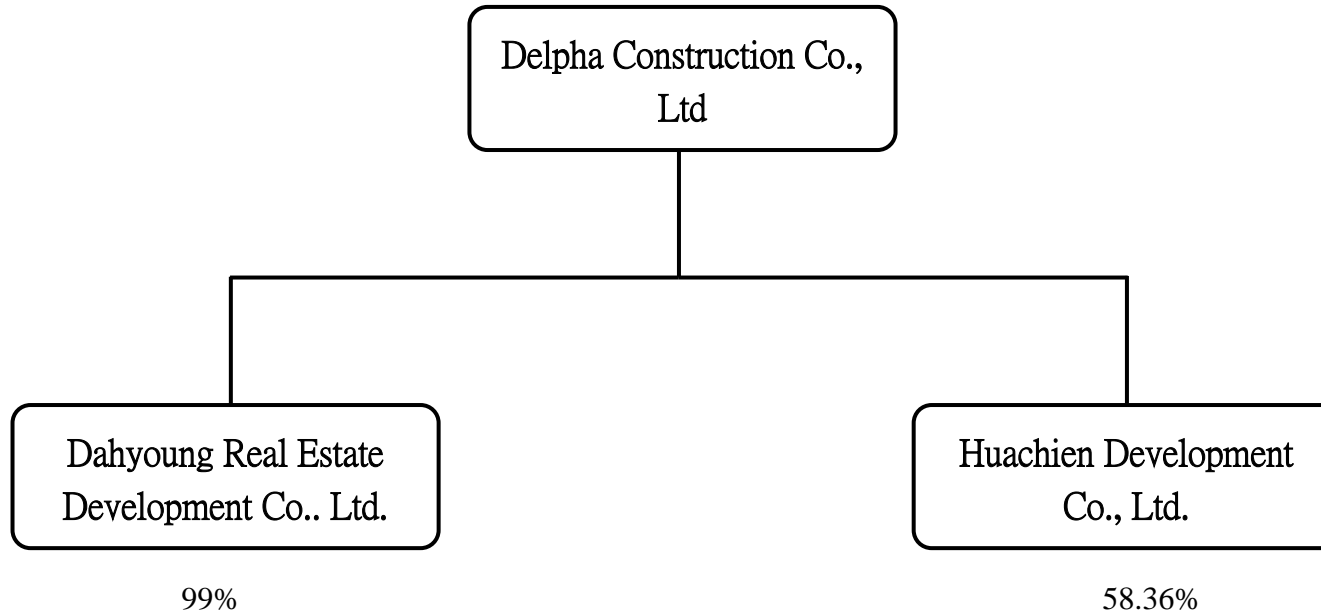 Delpha Construction Co.,
Ltd
Dahyoung Real Estate
Development Co.. Ltd.
Huachien Development
Co., Ltd.
99%
58.36%